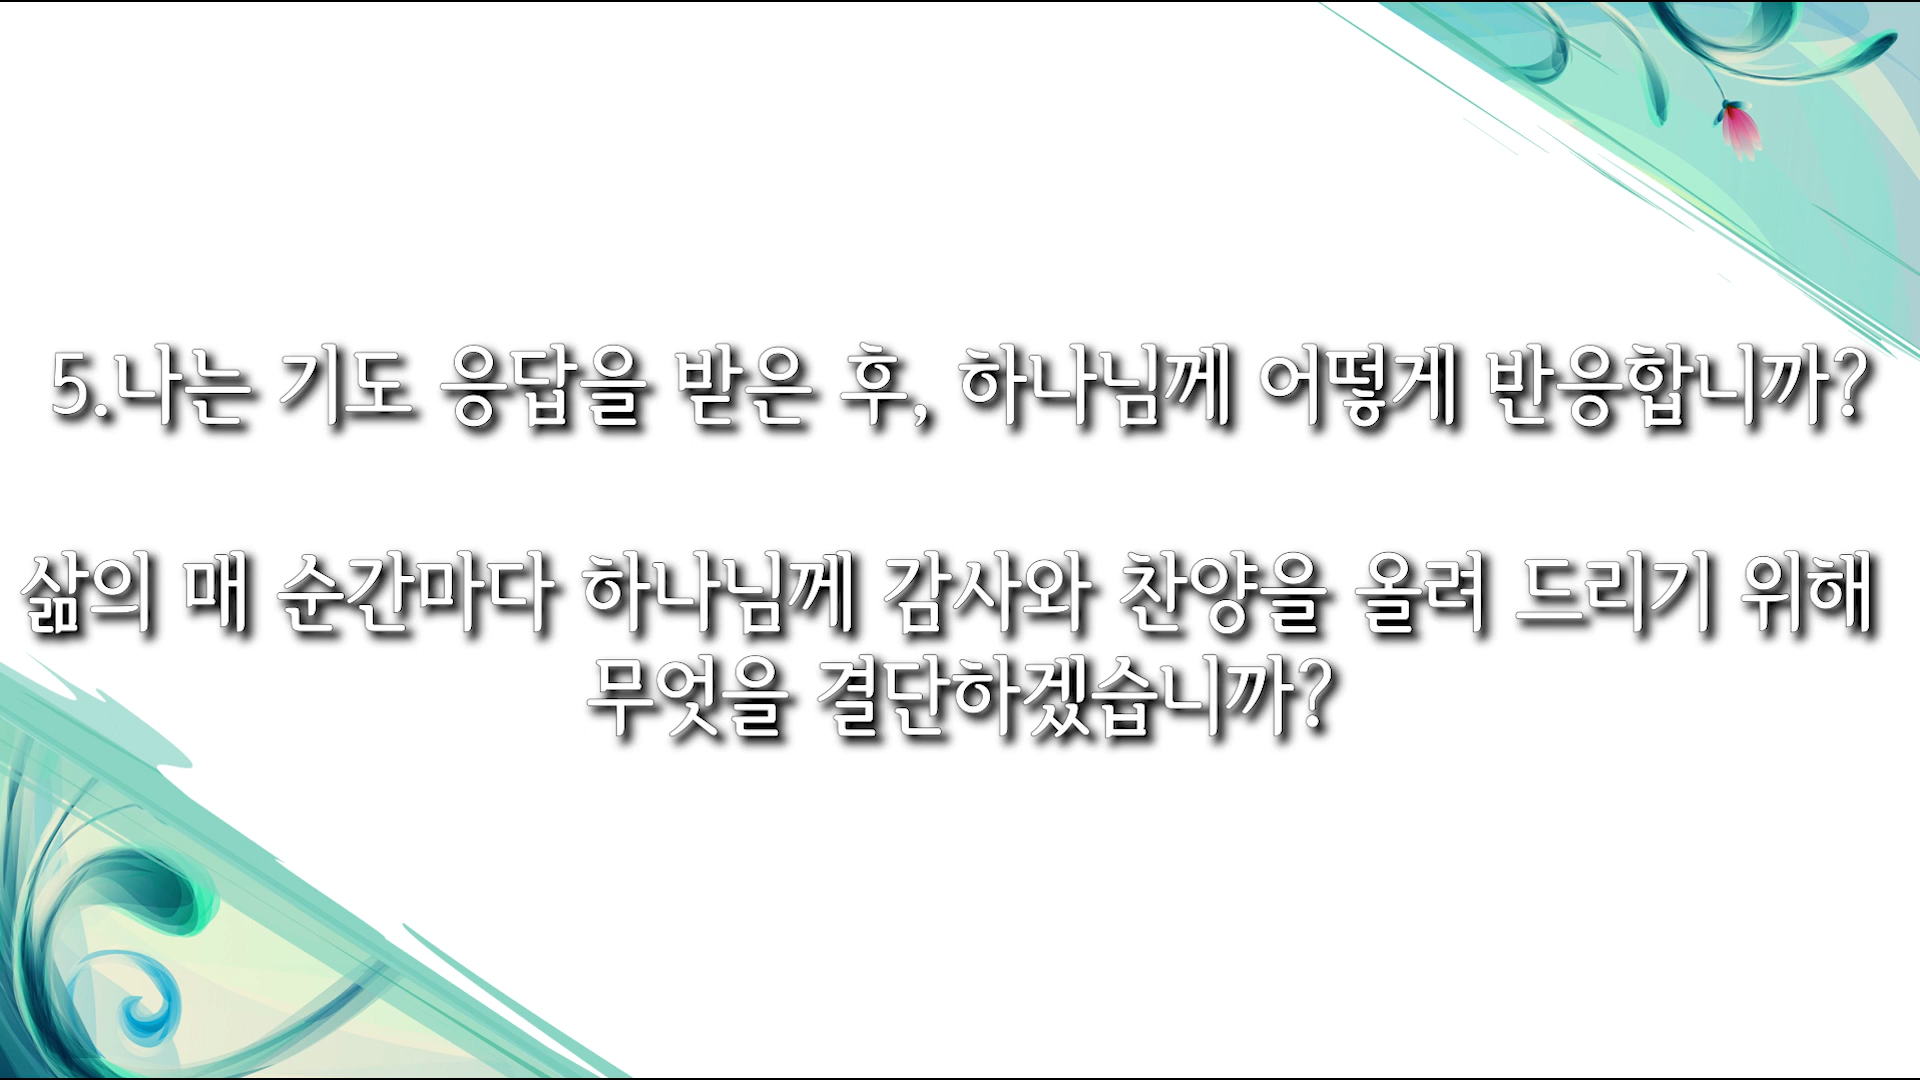 5.나는 기도 응답을 받은 후, 하나님께 어떻게 반응합니까?
삶의 매 순간마다 하나님께 감사와 찬양을 올려 드리기 위해
무엇을 결단하겠습니까?